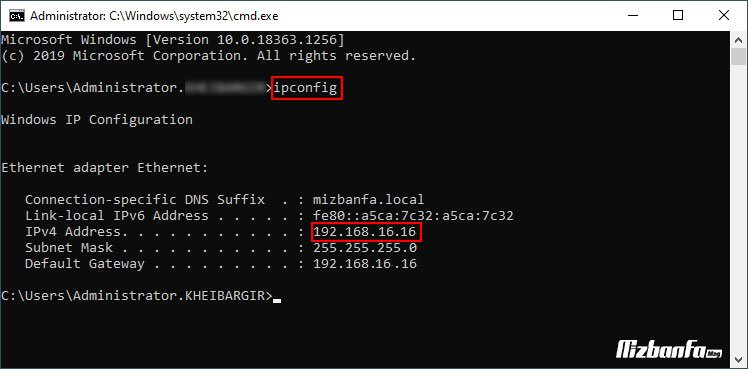 Administrator: C:\Windows\system32\cmd.exe
Microsoft Windows [Version 10.0.18363.1256]
(c) 2019 Microsoft Corporation. All rights reserved.
C:\Users\Administrator. >ipconfig
Windows IP Configuration
Ethernet adapter Ethernet:
Connection-specific DNS Suffix . : mizbanfa.local
Link-local IPv6 Address . . . . . : fe80::a5ca:7c32:a5ca:7c32
IPv4 Address. . . . . . . . . . . : 192.168.16.16
Subnet Mask . . . . . . . . . . . : 255.255.255.0
Default Gateway . . . . . . . . . : 192.168.16.16
C:\Users\Administrator.KHEIBARGIR>
Mizbanfa Mag